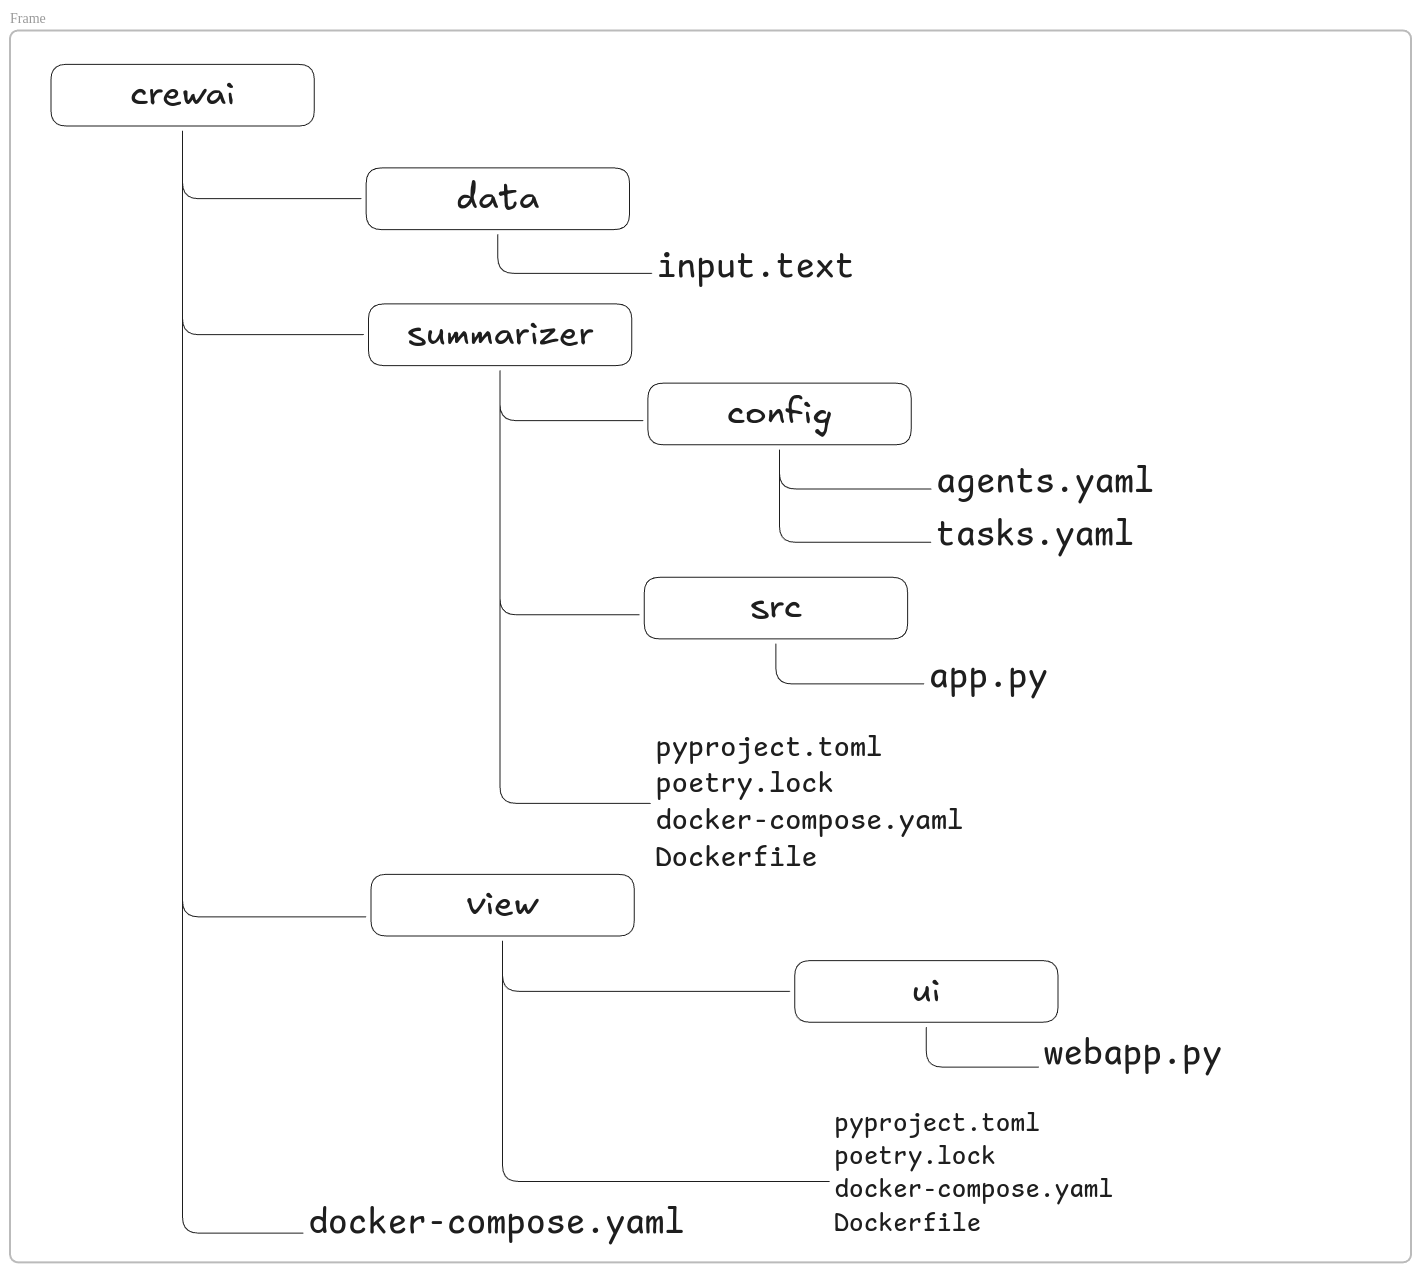 Frame
crewai
data
input.text
summarizer
config
agents.yaml
tasks.yaml
src
app.py
pyproject.toml
poetry.lock
docker-compose.yaml
Dockerfile
view
ui
webapp.py
pyproject.toml
poetry.lock
docker-compose.yaml
Dockerfile
docker-compose.yaml